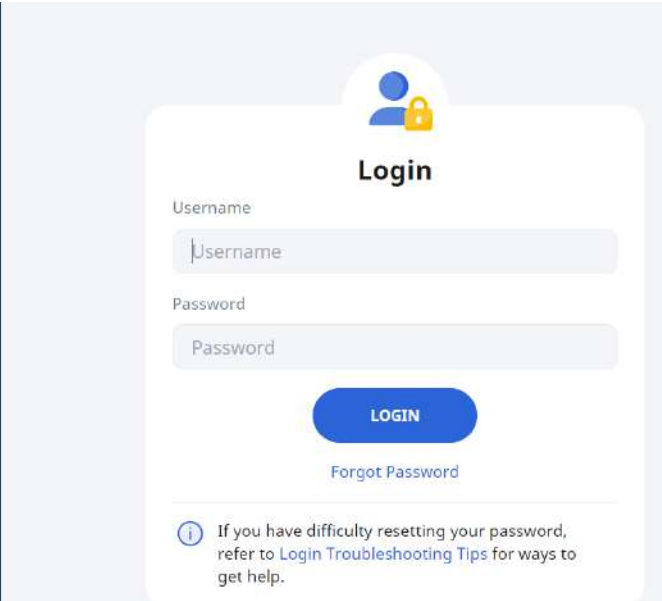 Login
Username
Username
Password
Password
LOGIN
Forgot Password
If you have difficulty resetting your password,
refer to Login Troubleshooting Tips for ways to
get help.